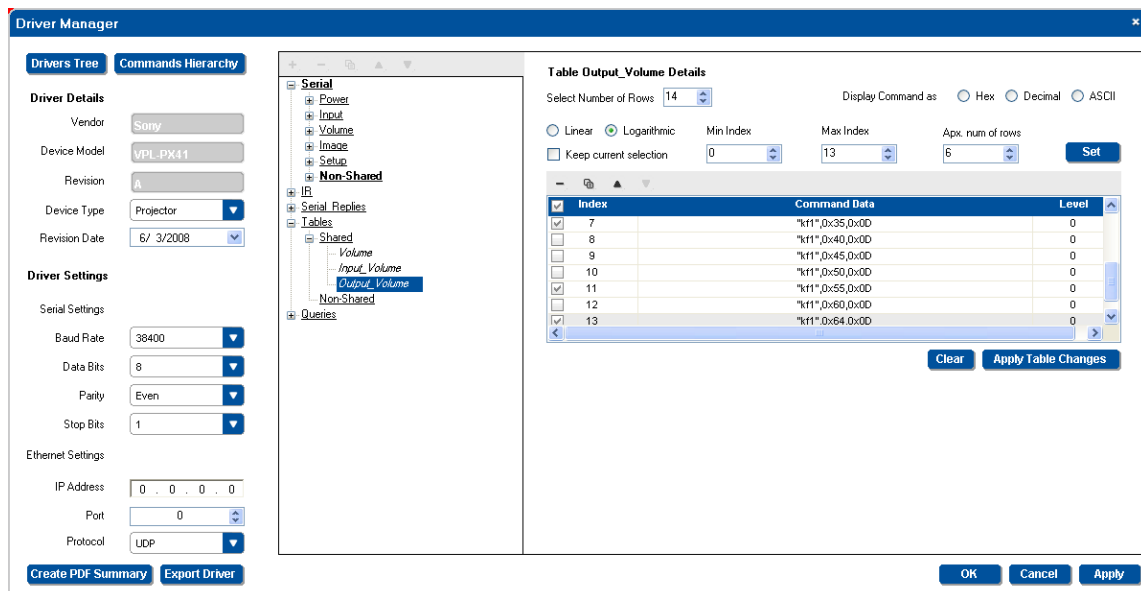 Driver Manager
Drivers Tree Commands Hierarchy
Driver Details
Vendor Sony
Device Model VPL-PX41
Revision A
Device Type Projector
Revision Date 6/ 3/2008
Driver Settings
Serial Settings
Baud Rate 38400
Data Bits 8
Parity Even
Stop Bits 1
Ethernet Settings
IP Address 0 . 0 . 0 . 0
Port 0
Protocol UDP
Create PDF Summary Export Driver
Serial
Power
Input
Volume
Image
Setup
Non-Shared
IR
Serial Replies
Tables
Shared
Volume
Input_Volume
Output_Volume
Non-Shared
Queries
Table Output_Volume Details
Select Number of Rows 14 Display Command as Hex Decimal ASCII
Linear Logarithmic Min Index Max Index Apx. num of rows
Keep current selection 0 13 6 Set
Index Command Data Level
7 "kf1",0x35,0x0D 0
8 "kf1",0x40,0x0D 0
9 "kf1",0x45,0x0D 0
10 "kf1",0x50,0x0D 0
11 "kf1",0x55,0x0D 0
12 "kf1",0x60,0x0D 0
13 "kf1",0x64,0x0D 0
Clear Apply Table Changes
OK Cancel Apply